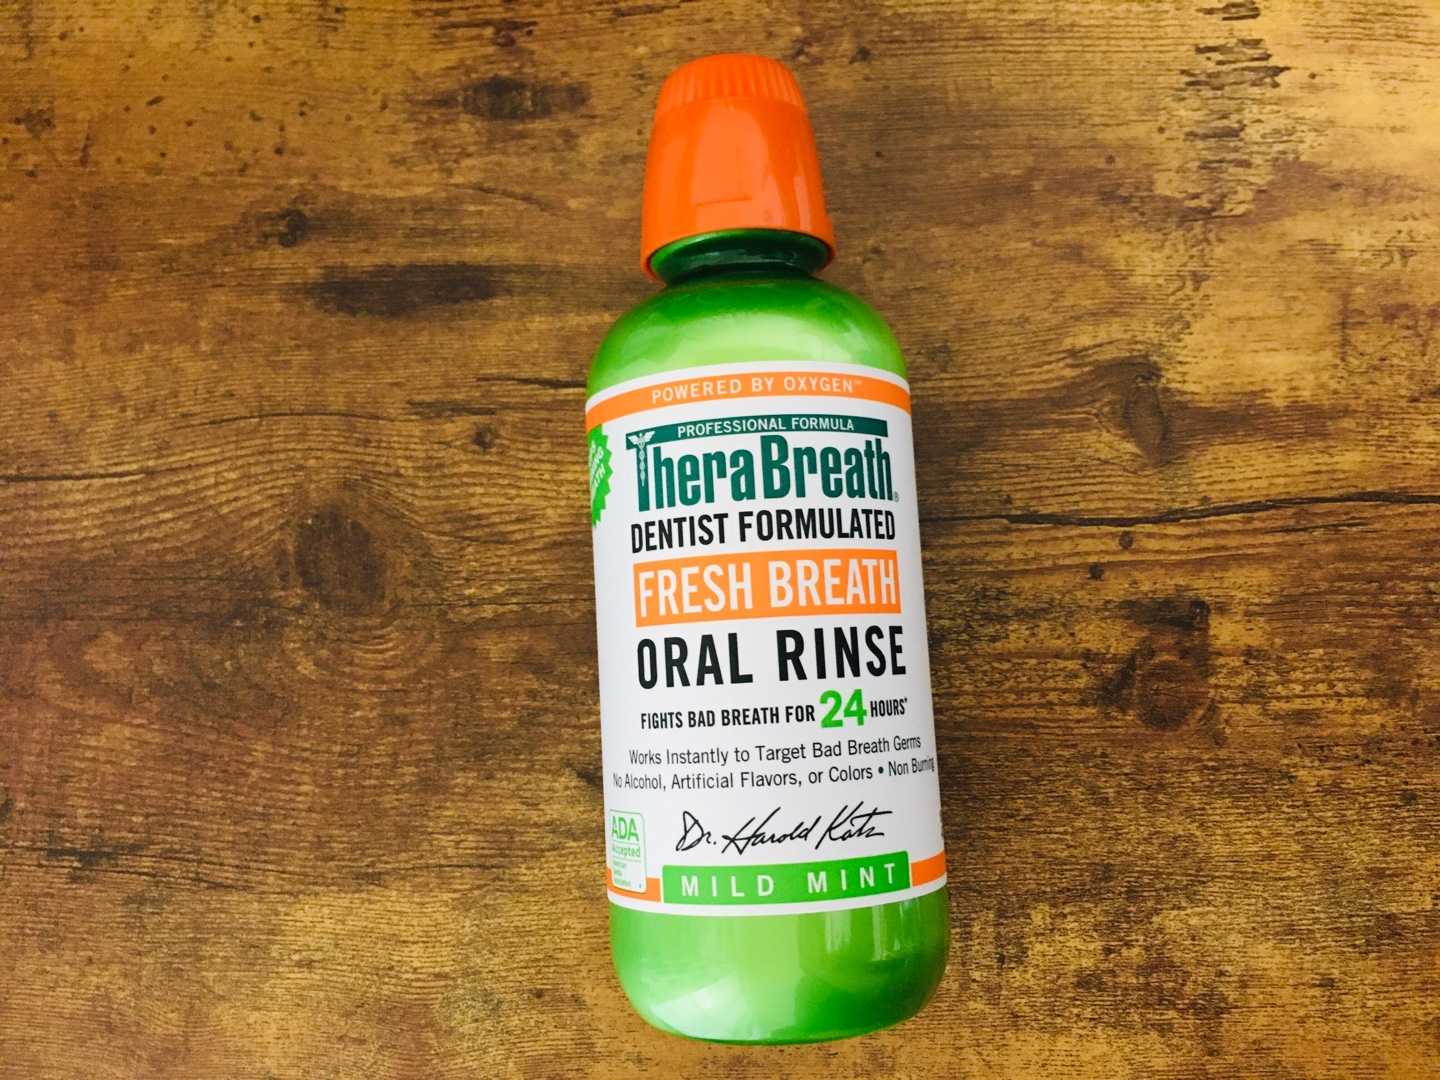 POWERED BY OXYGEN™
PROFESSIONAL FORMULA
TheraBreath®
DENTIST FORMULATED
FRESH BREATH
ORAL RINSE
FIGHTS BAD BREATH FOR 24 HOURS*
Works Instantly to Target Bad Breath Germs
No Alcohol, Artificial Flavors, or Colors • Non Burning
Dr. Harold Katz
ADA
Accepted
MILD MINT